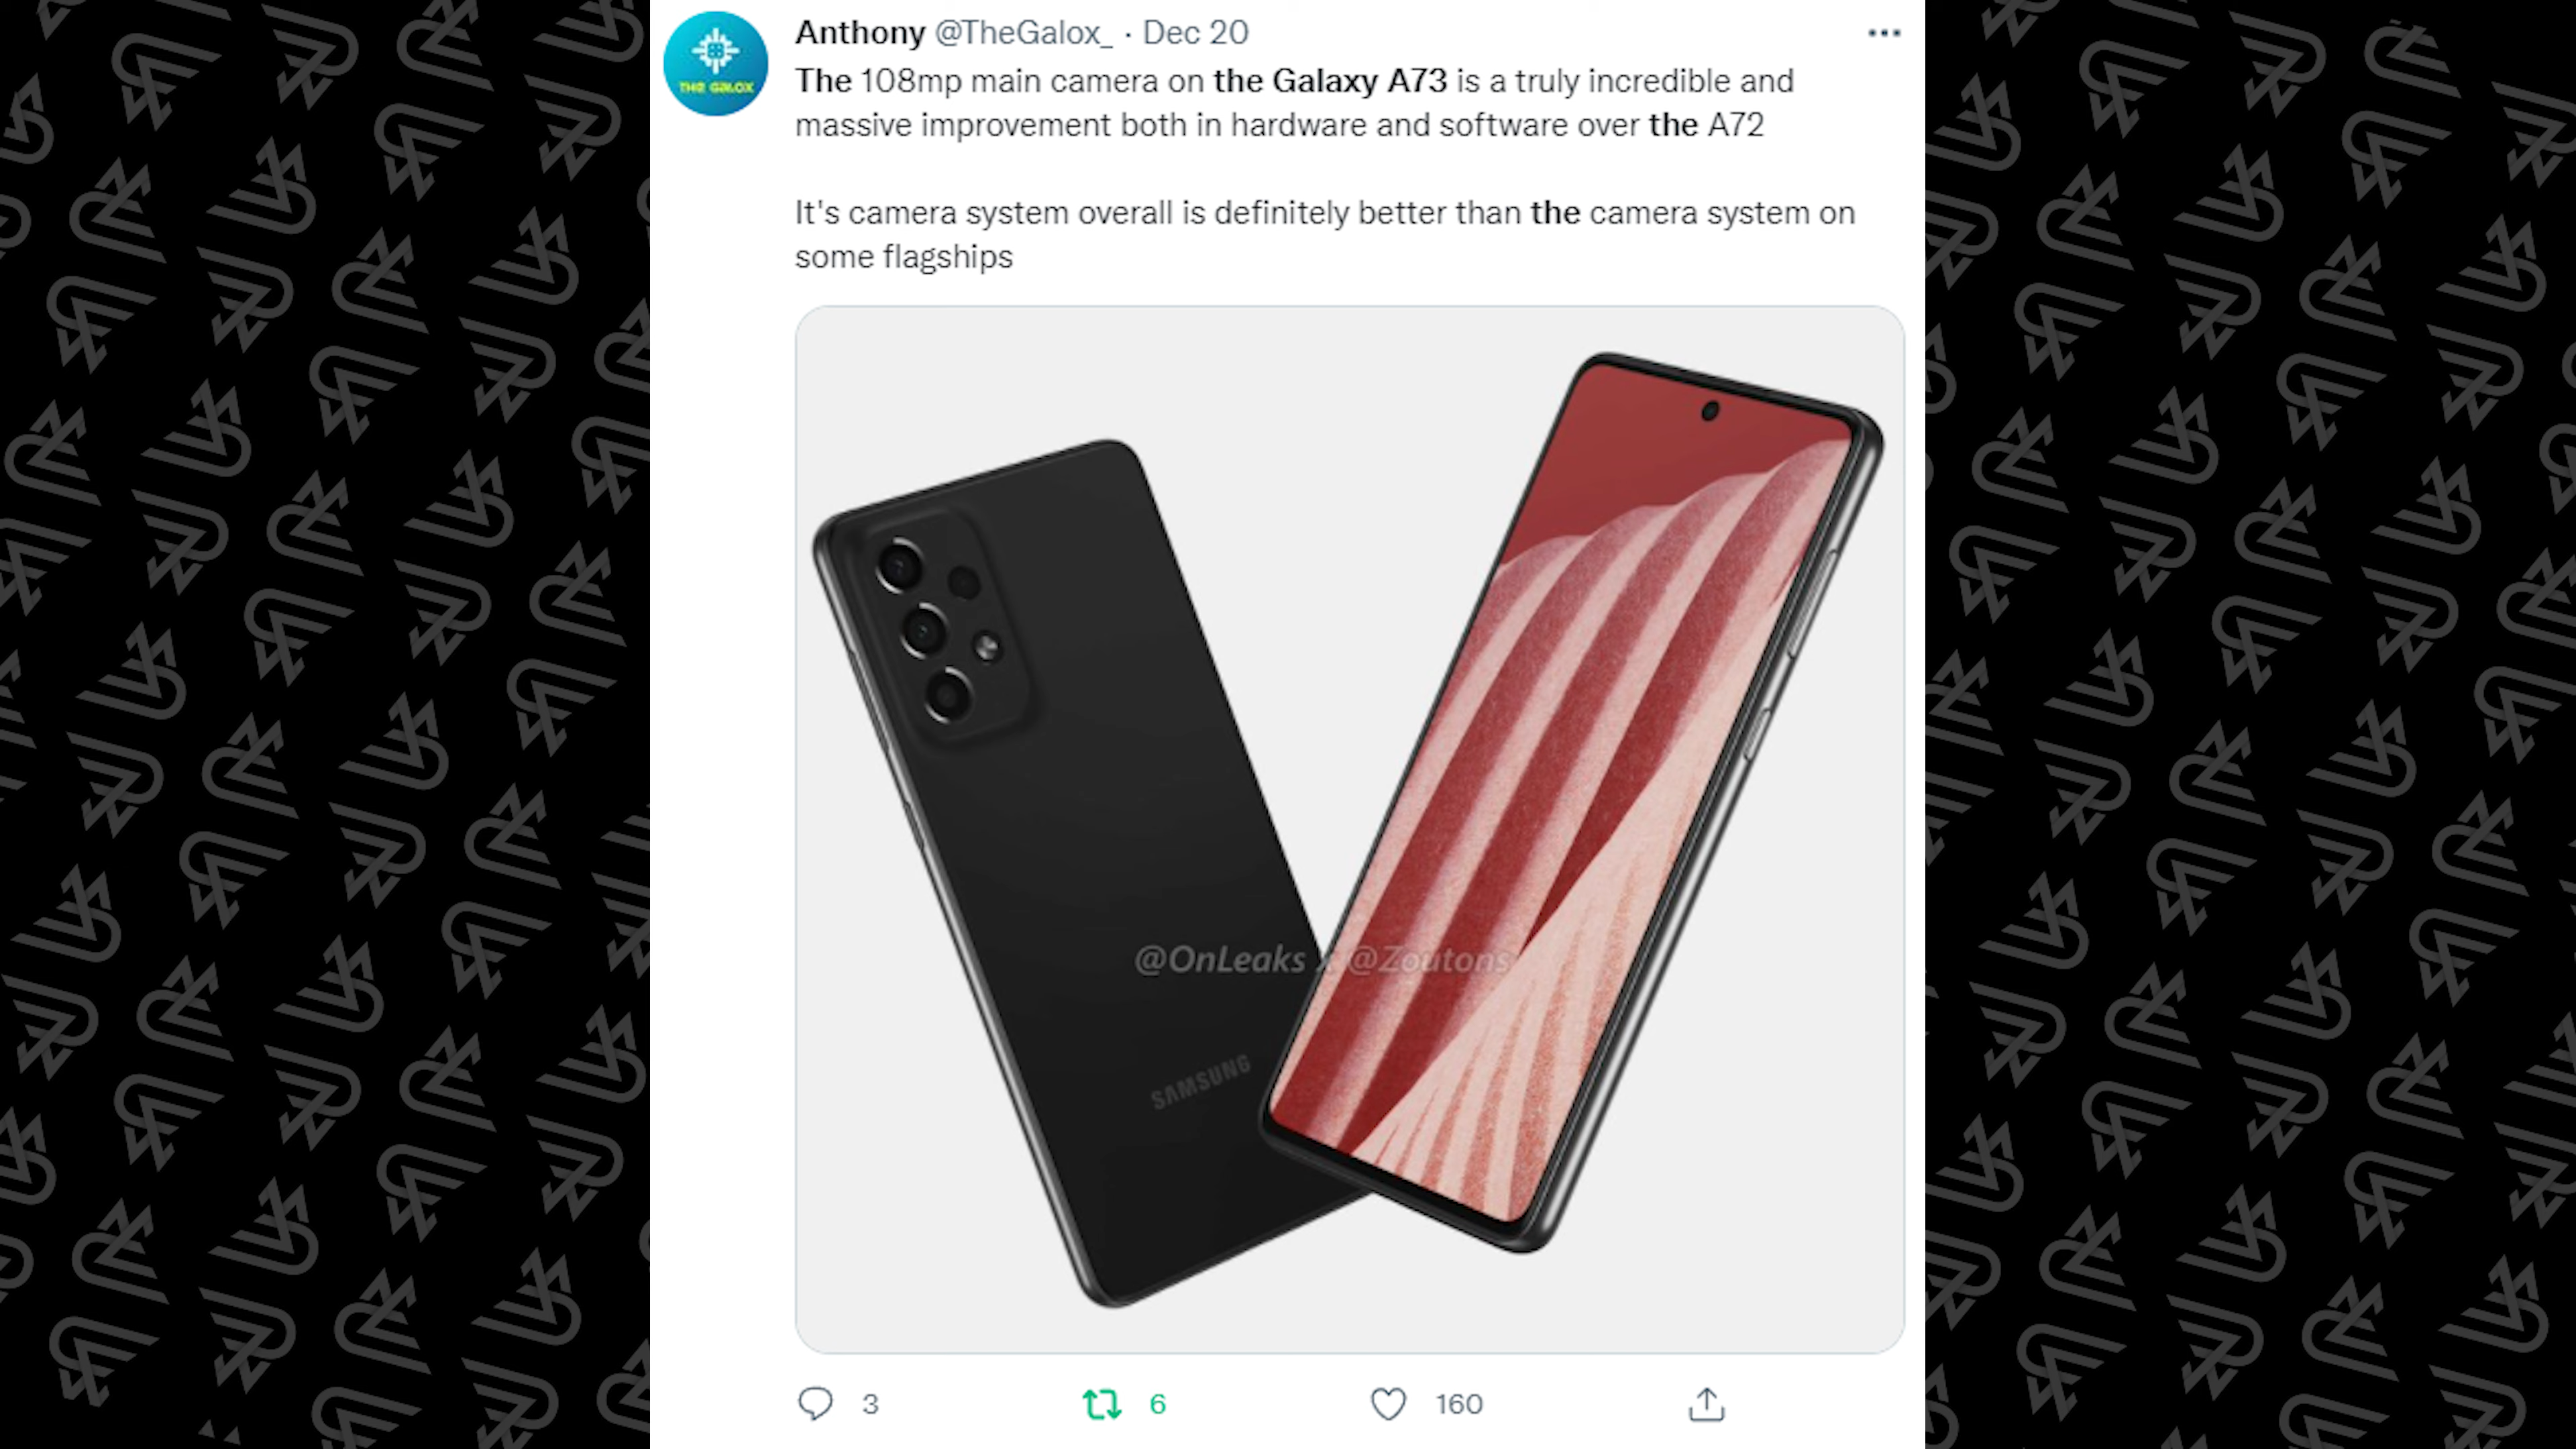 THE GALOX
Anthony @TheGalox_ · Dec 20
The 108mp main camera on the Galaxy A73 is a truly incredible and
massive improvement both in hardware and software over the A72
It's camera system overall is definitely better than the camera system on
some flagships
@OnLeaks x @Zoutons
SAMSUNG
3 6 160